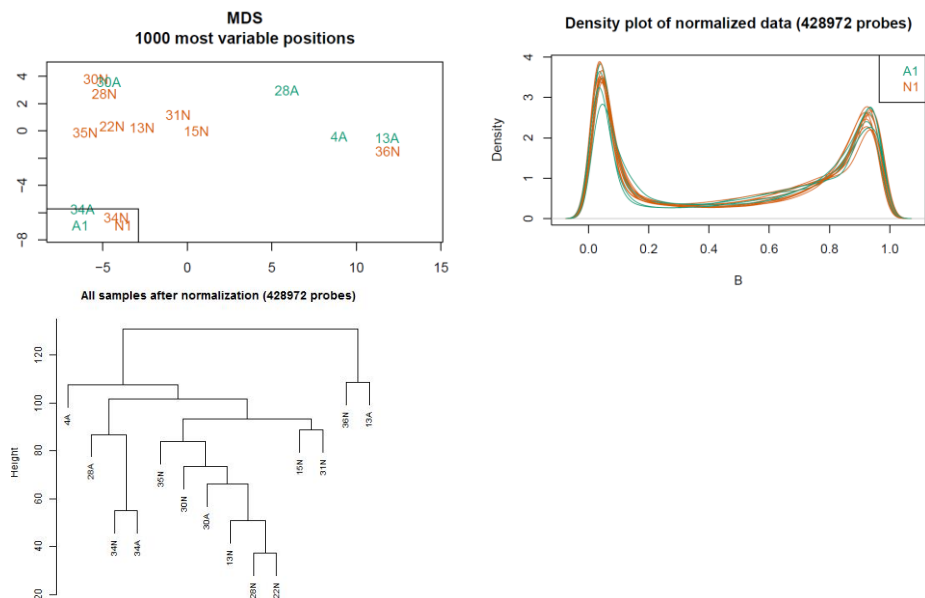 MDS
1000 most variable positions
4
2
0
−4
−8
−5
0
5
10
15
30N
30A
28N
28A
31N
22N
13N
35N
15N
4A
13A
36N
34A
34N
A1
N1
Density plot of normalized data (428972 probes)
Density
4
3
2
1
0
0.0
0.2
0.4
0.6
0.8
1.0
B
A1
N1
All samples after normalization (428972 probes)
Height
120
100
80
60
40
20
4A
28A
34N
34A
35N
30N
30A
13N
28N
22N
15N
31N
36N
13A